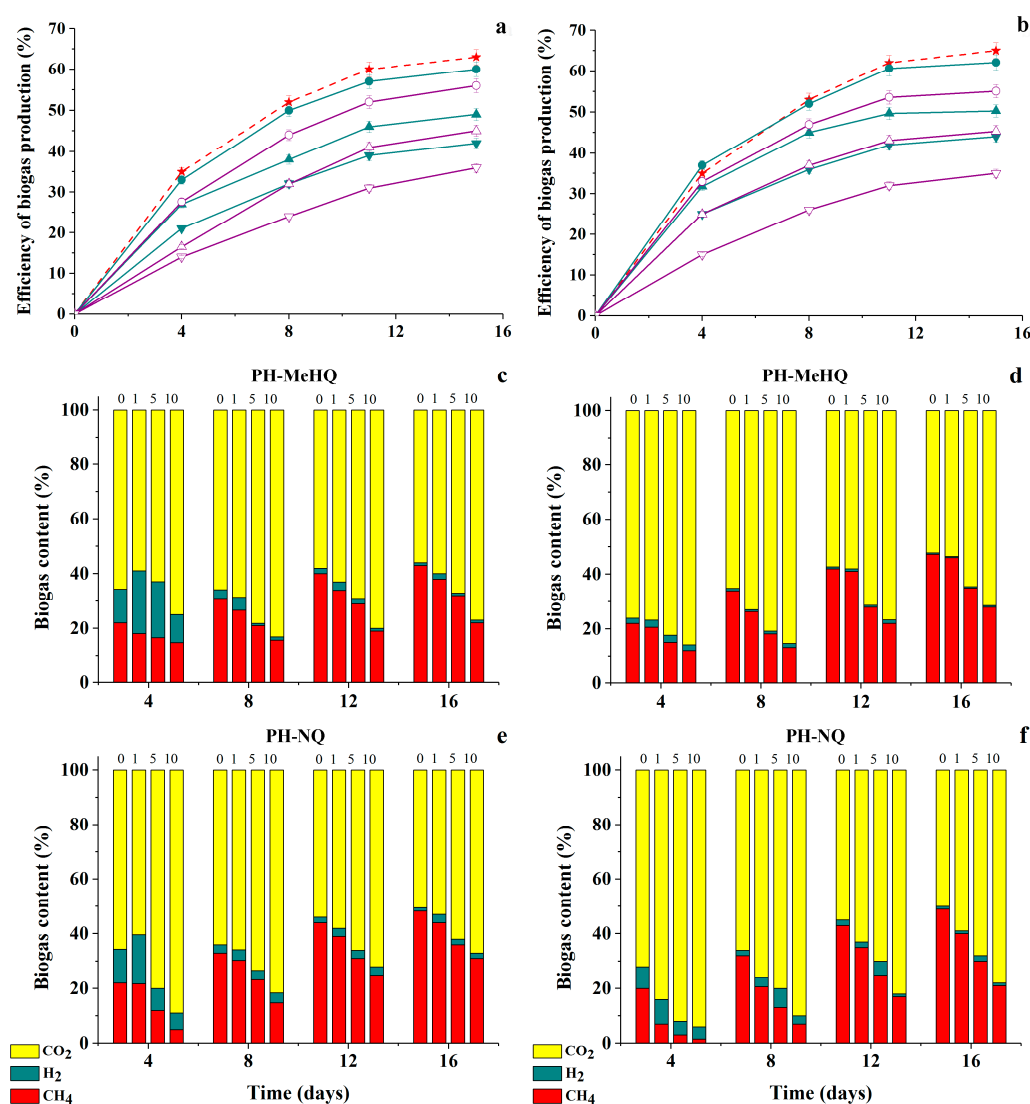 a
Efficiency of biogas production (%)
70
60
50
40
30
20
10
0
0 4 8 12 16
b
Efficiency of biogas production (%)
70
60
50
40
30
20
10
0
0 4 8 12 16
PH-MeHQ c
Biogas content (%)
0 1 5 10 0 1 5 10 0 1 5 10 0 1 5 10
100
80
60
40
20
0
4 8 12 16
PH-MeHQ d
Biogas content (%)
0 1 5 10 0 1 5 10 0 1 5 10 0 1 5 10
100
80
60
40
20
0
4 8 12 16
PH-NQ e
Biogas content (%)
0 1 5 10 0 1 5 10 0 1 5 10 0 1 5 10
100
80
60
40
20
0
4 8 12 16
CO2
H2
CH4
Time (days)
PH-NQ f
Biogas content (%)
0 1 5 10 0 1 5 10 0 1 5 10 0 1 5 10
100
80
60
40
20
0
4 8 12 16
CO2
H2
CH4
Time (days)